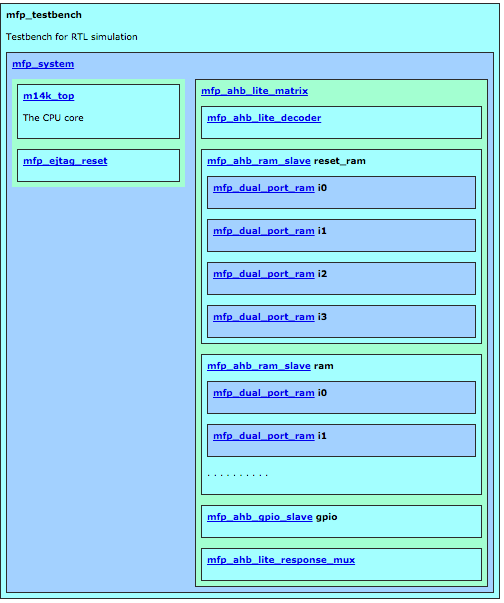 mfp_testbench
Testbench for RTL simulation
mfp_system
m14k_top
The CPU core
mfp_ejtag_reset
mfp_ahb_lite_matrix
mfp_ahb_lite_decoder
mfp_ahb_ram_slave reset_ram
mfp_dual_port_ram i0
mfp_dual_port_ram i1
mfp_dual_port_ram i2
mfp_dual_port_ram i3
mfp_ahb_ram_slave ram
mfp_dual_port_ram i0
mfp_dual_port_ram i1
. . . . . . . . . .
mfp_ahb_gpio_slave gpio
mfp_ahb_lite_response_mux